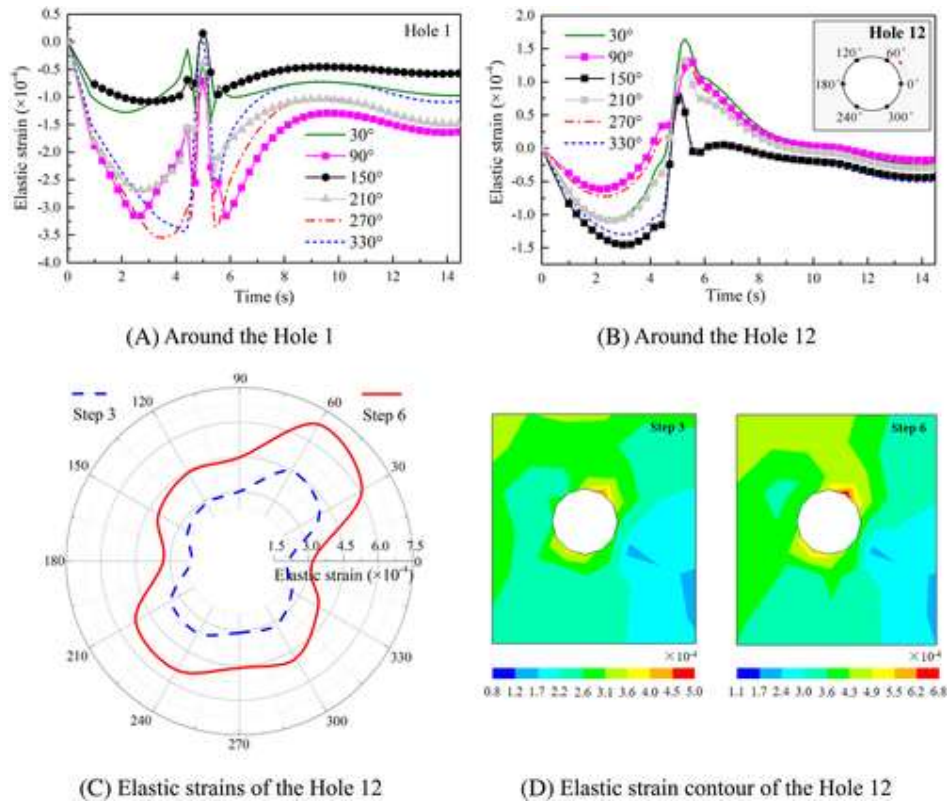 Hole 1
Elastic strain (×10⁻⁴)
0.5
0.0
-0.5
-1.0
-1.5
-2.0
-2.5
-3.0
-3.5
-4.0
30°
90°
150°
210°
270°
330°
0 2 4 6 8 10 12 14
Time (s)
(A) Around the Hole 1
Hole 12
Elastic strain (×10⁻⁴)
2.0
1.5
1.0
0.5
0.0
-0.5
-1.0
-1.5
30°
90°
150°
210°
270°
330°
120° 60°
180° 0°
240° 300°
0 2 4 6 8 10 12 14
Time (s)
(B) Around the Hole 12
90
Step 3
Step 6
120 60
150 30
1.5 3.0 4.5 6.0 7.5
180 0
Elastic strain (×10⁻⁴)
210 330
240 300
270
(C) Elastic strains of the Hole 12
Step 3
×10⁻⁴
0.8 1.2 1.7 2.2 2.6 3.1 3.6 4.0 4.5 5.0
Step 6
×10⁻⁴
1.1 1.7 2.4 3.0 3.6 4.3 4.9 5.5 6.2 6.8
(D) Elastic strain contour of the Hole 12